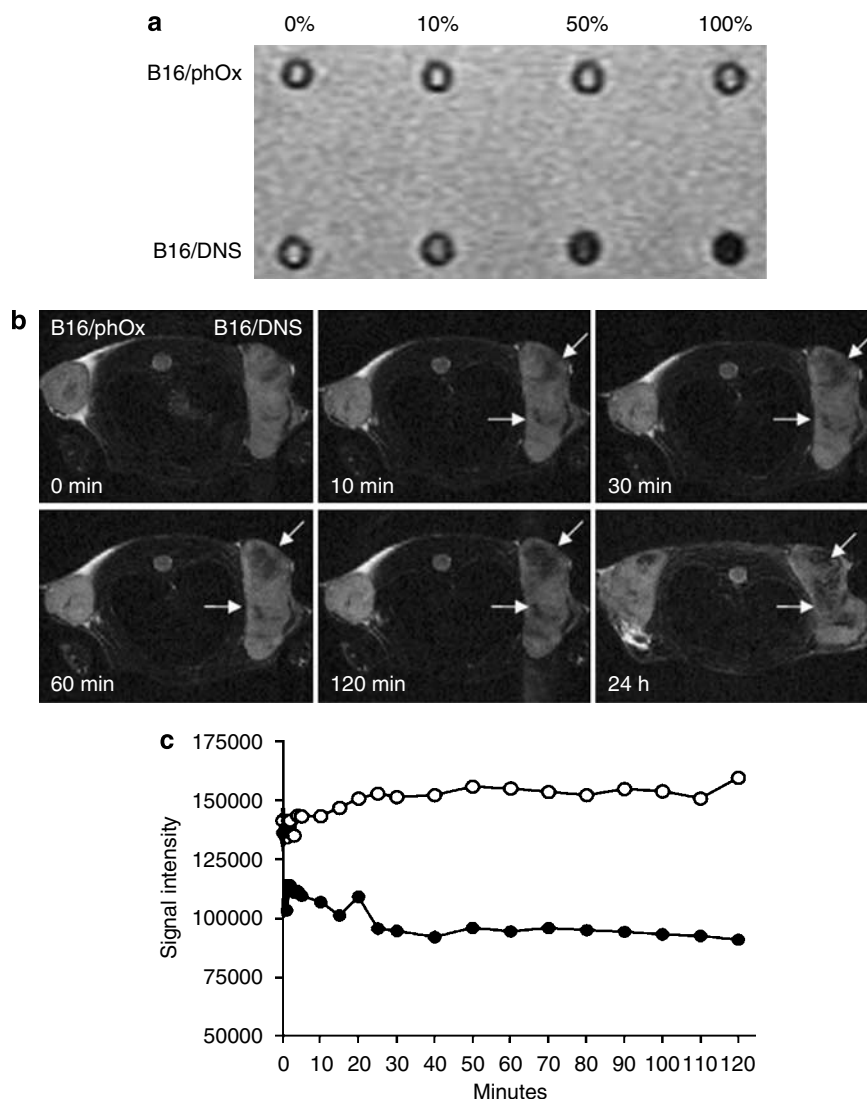 a
0% 10% 50% 100%
B16/phOx
B16/DNS
b
B16/phOx B16/DNS
0 min 10 min 30 min
60 min 120 min 24 h
c
175000
150000
125000
100000
75000
50000
Signal intensity
0 10 20 30 40 50 60 70 80 90 100 110 120
Minutes